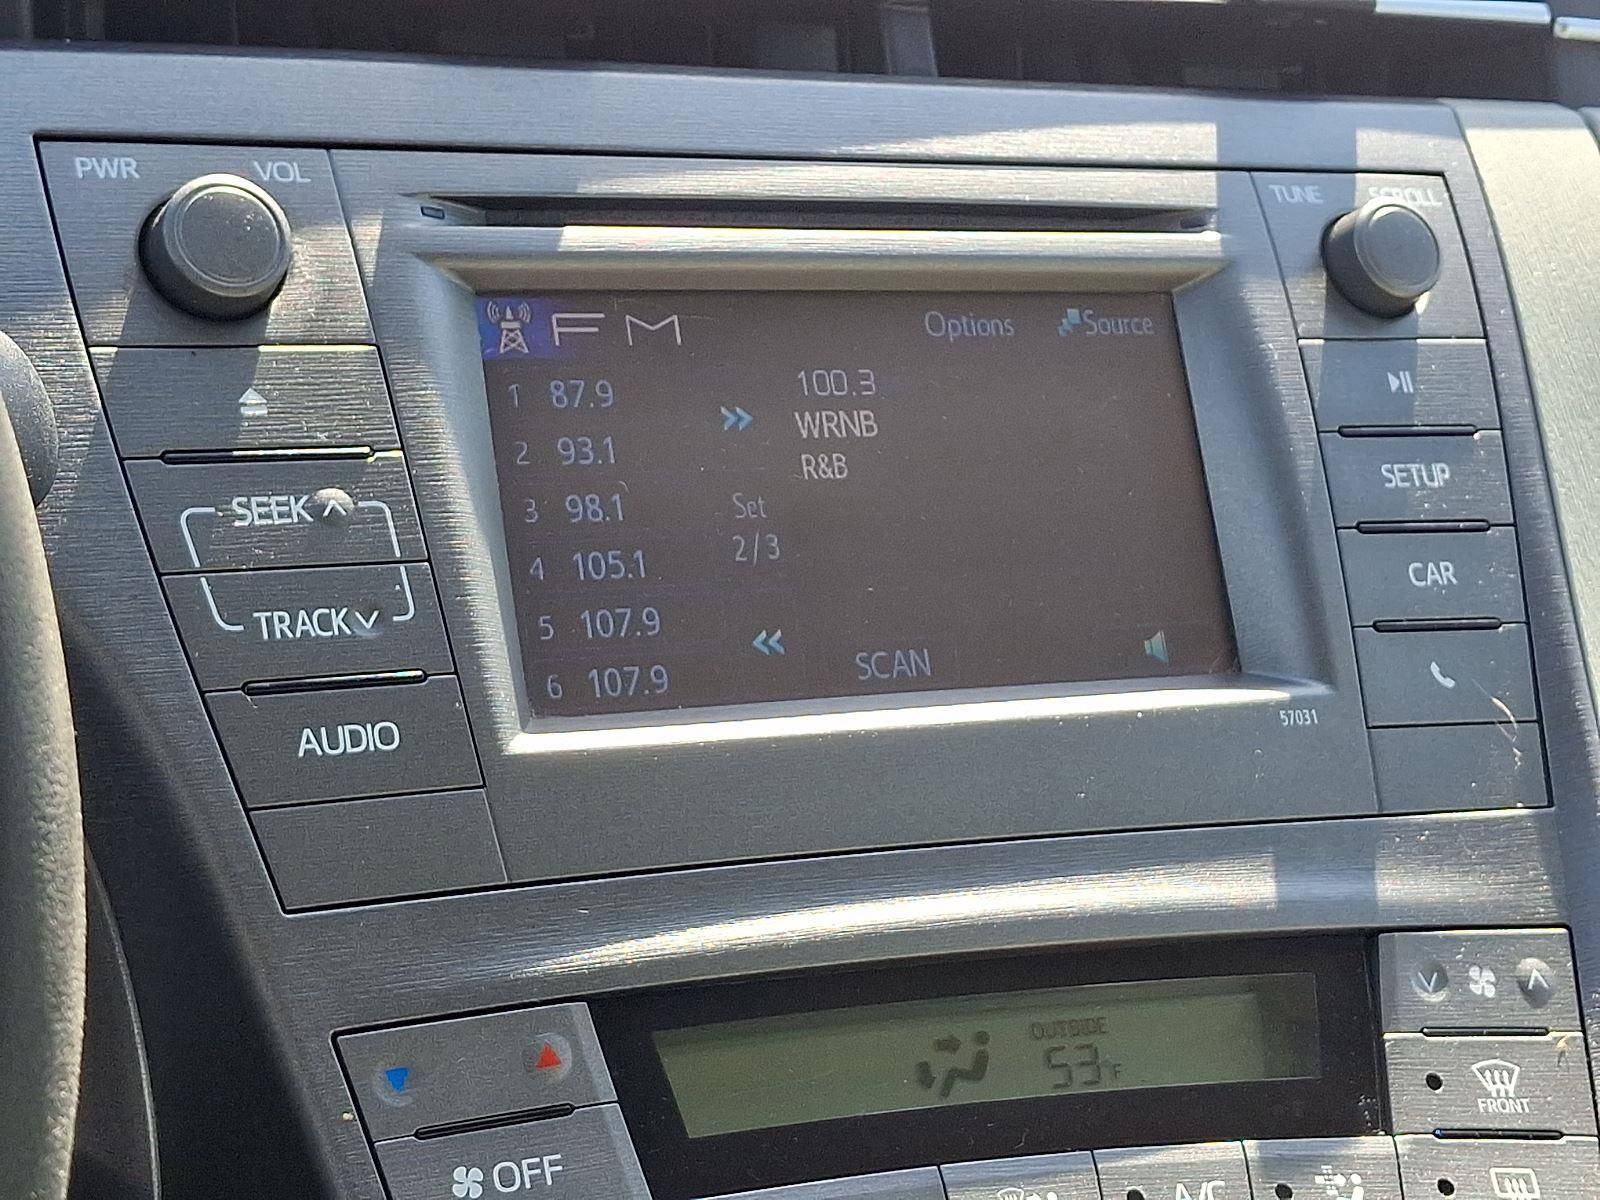 PWR VOL
TUNE SCROLL
FM Options Source
1 87.9
2 93.1
3 98.1
4 105.1
5 107.9
6 107.9
100.3
WRNB
R&B
Set
2/3
SCAN
57031
SEEK
TRACK
AUDIO
SETUP
CAR
OUTSIDE
53°F
FRONT
OFF
A/C